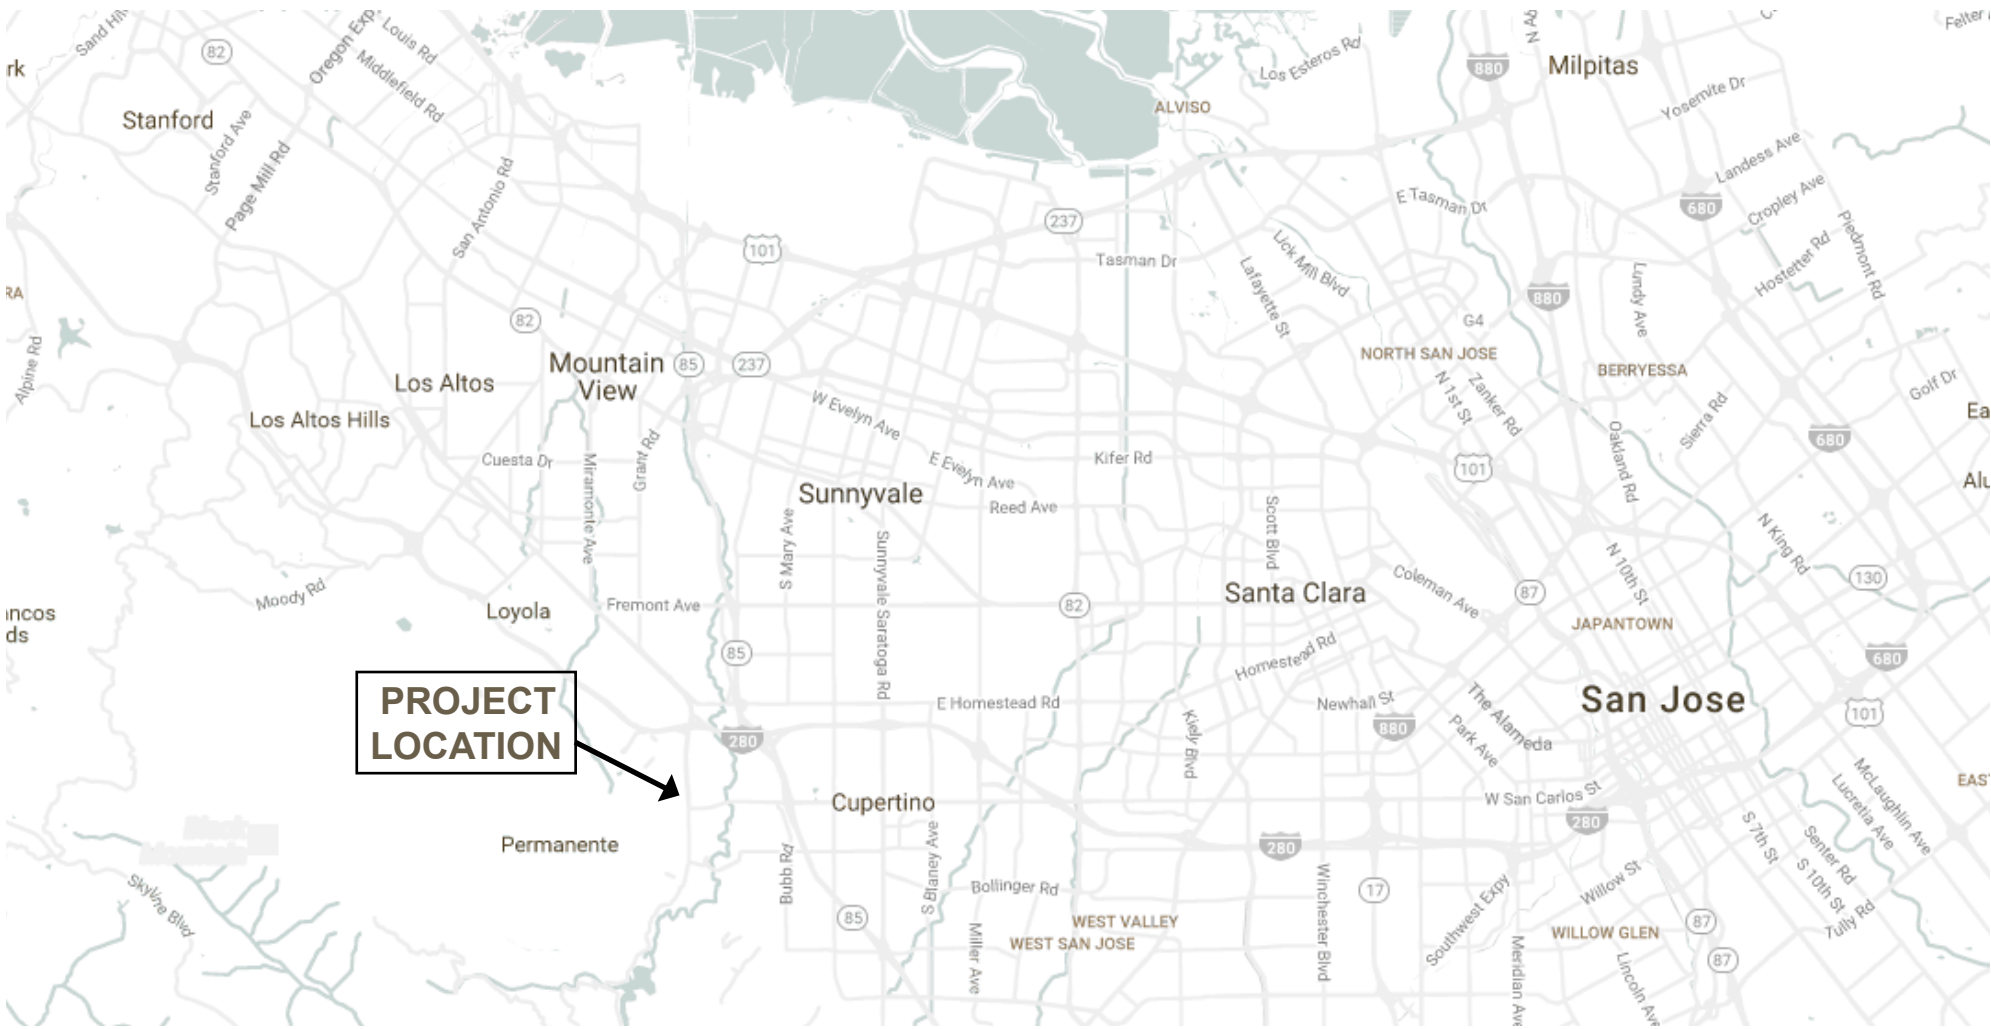 Sand Hill
82
Oregon Exp
Louis Rd
Middlefield Rd
rk
Stanford
Stanford Ave
Page Mill Rd
San Antonio Rd
Los Esteros Rd
880
Milpitas
Felter
Yosemite Dr
ALVISO
Landess Ave
E Tasman Dr
680
Cropley Ave
Piedmont Rd
237
101
Tasman Dr
Lick Mill Blvd
Lafayette St
Hostetter Rd
880
Lundy Ave
RA
Alpine Rd
82
G4
Mountain
View
85
237
NORTH SAN JOSE
BERRYESSA
Los Altos
Los Altos Hills
N 1st St
Zanker Rd
Golf Dr
Sierra Rd
Ea
W Evelyn Ave
680
Oakland Rd
Cuesta Dr
Miramonte Ave
Grant Rd
E Evelyn Ave
Kifer Rd
101
Alu
Sunnyvale
Reed Ave
S Mary Ave
Sunnyvale Saratoga Rd
Scott Blvd
N King Rd
N 10th St
130
Moody Rd
Loyola
Fremont Ave
82
Santa Clara
Coleman Ave
87
ncos
ds
JAPANTOWN
85
Homestead Rd
680
PROJECT
LOCATION
E Homestead Rd
Newhall St
The Alameda
Park Ave
San Jose
101
280
Kiely Blvd
880
McLaughlin Ave
Lucretia Ave
EAS
Cupertino
W San Carlos St
280
Permanente
S Blaney Ave
280
S 7th St
Senter Rd
S 10th St
Skyline Blvd
Bubb Rd
Bollinger Rd
Winchester Blvd
17
Willow St
Southwest Expy
Tully Rd
85
WEST VALLEY
WEST SAN JOSE
Miller Ave
WILLOW GLEN
87
87
Meridian Ave
Lincoln Ave